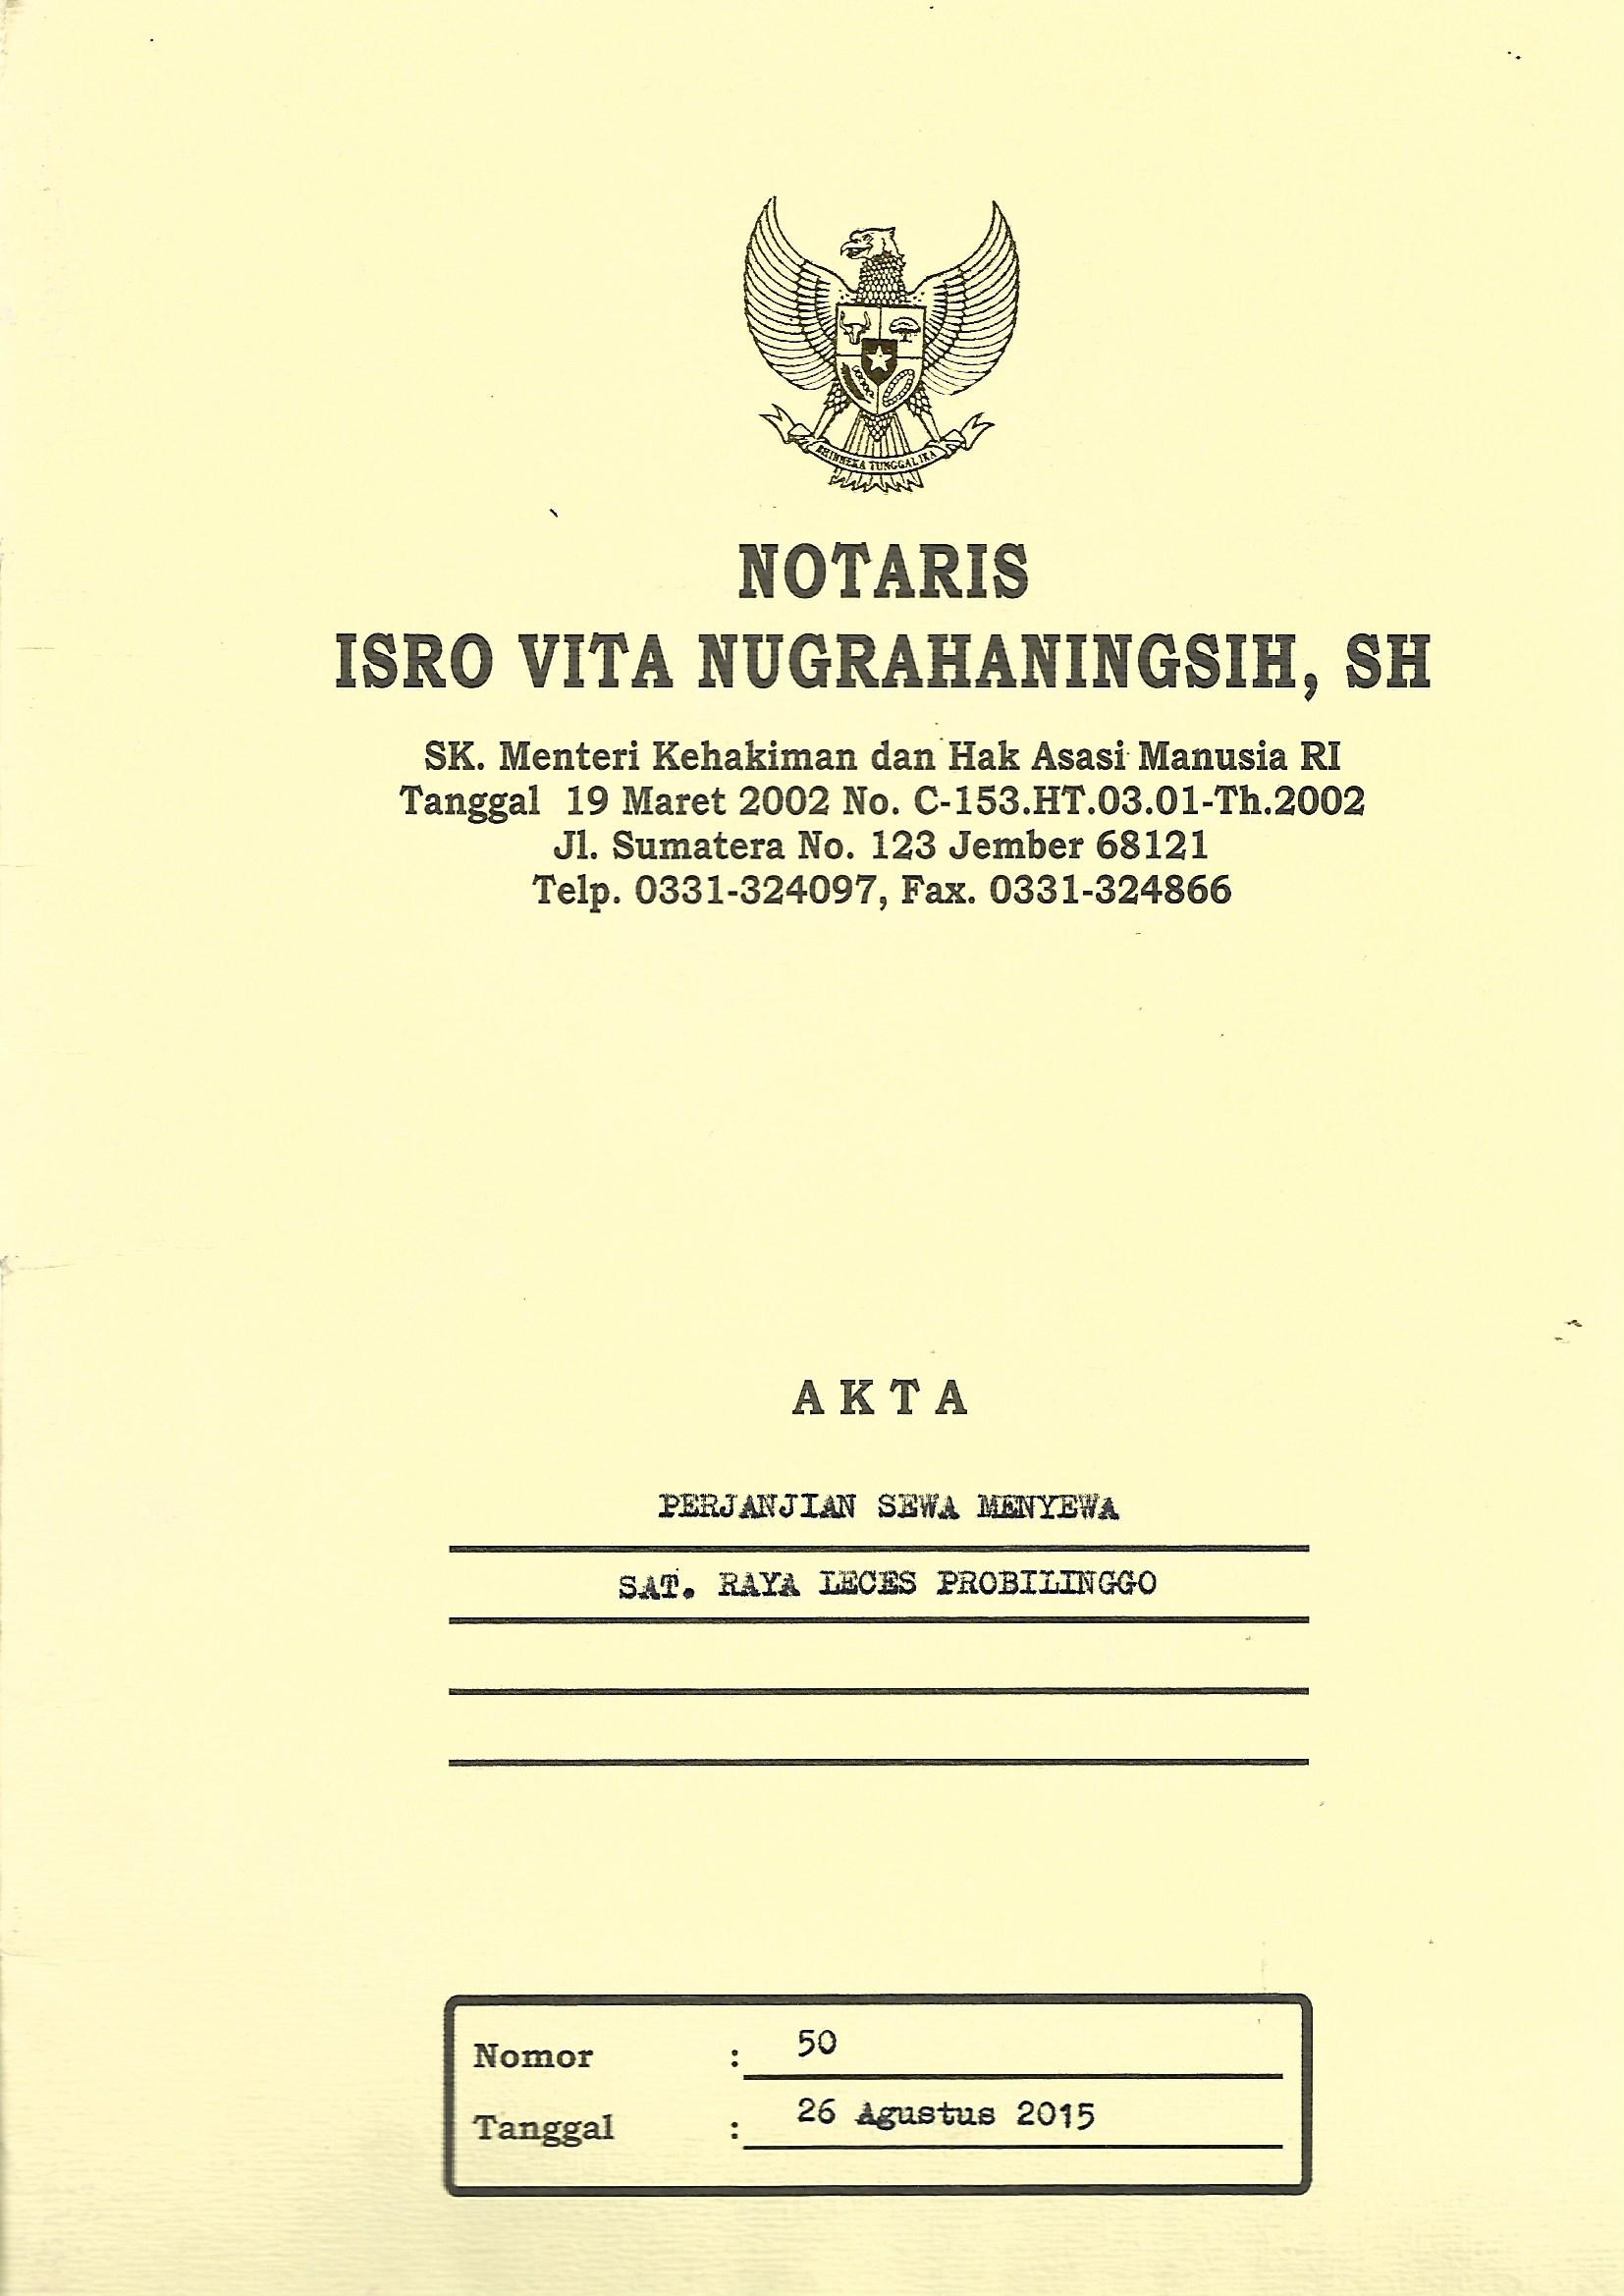 BHINNEKA TUNGGAL IKA
NOTARIS
ISRO VITA NUGRAHANINGSIH, SH
SK. Menteri Kehakiman dan Hak Asasi Manusia RI
Tanggal 19 Maret 2002 No. C-153.HT.03.01-Th.2002
Jl. Sumatera No. 123 Jember 68121
Telp. 0331-324097, Fax. 0331-324866
A K T A
PERJANJIAN SEWA MENYEWA
SAT. RAYA LECES PROBILINGGO
Nomor : 50
Tanggal : 26 Agustus 2015